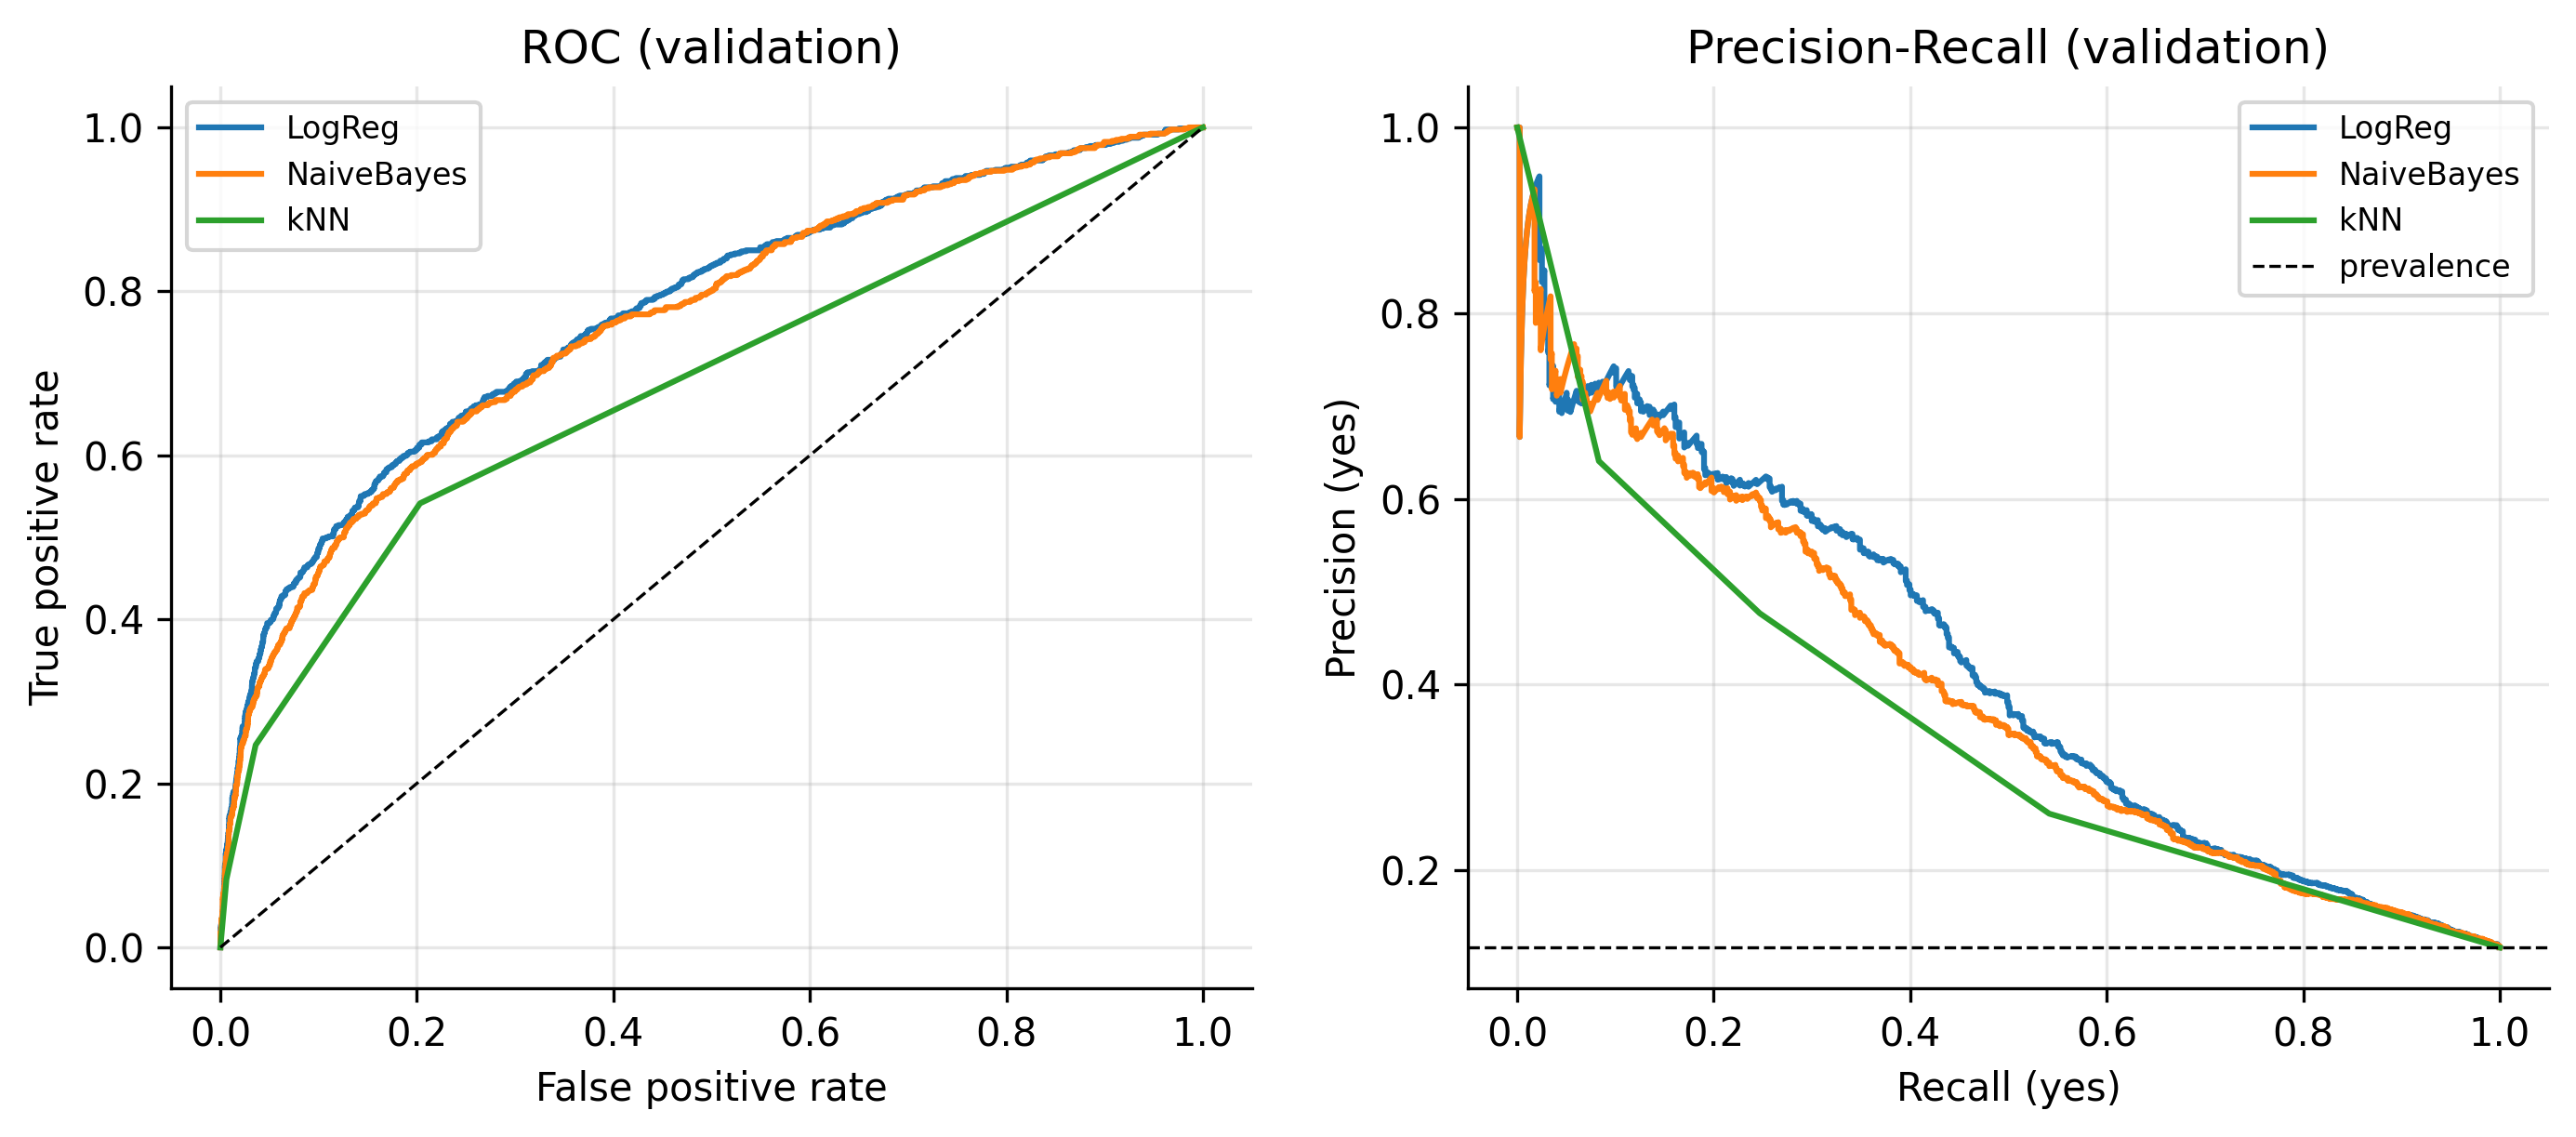 ROC (validation)
LogReg
NaiveBayes
kNN
1.0
0.8
0.6
0.4
0.2
0.0
True positive rate
0.0 0.2 0.4 0.6 0.8 1.0
False positive rate
Precision-Recall (validation)
LogReg
NaiveBayes
kNN
prevalence
1.0
0.8
0.6
0.4
0.2
Precision (yes)
0.0 0.2 0.4 0.6 0.8 1.0
Recall (yes)